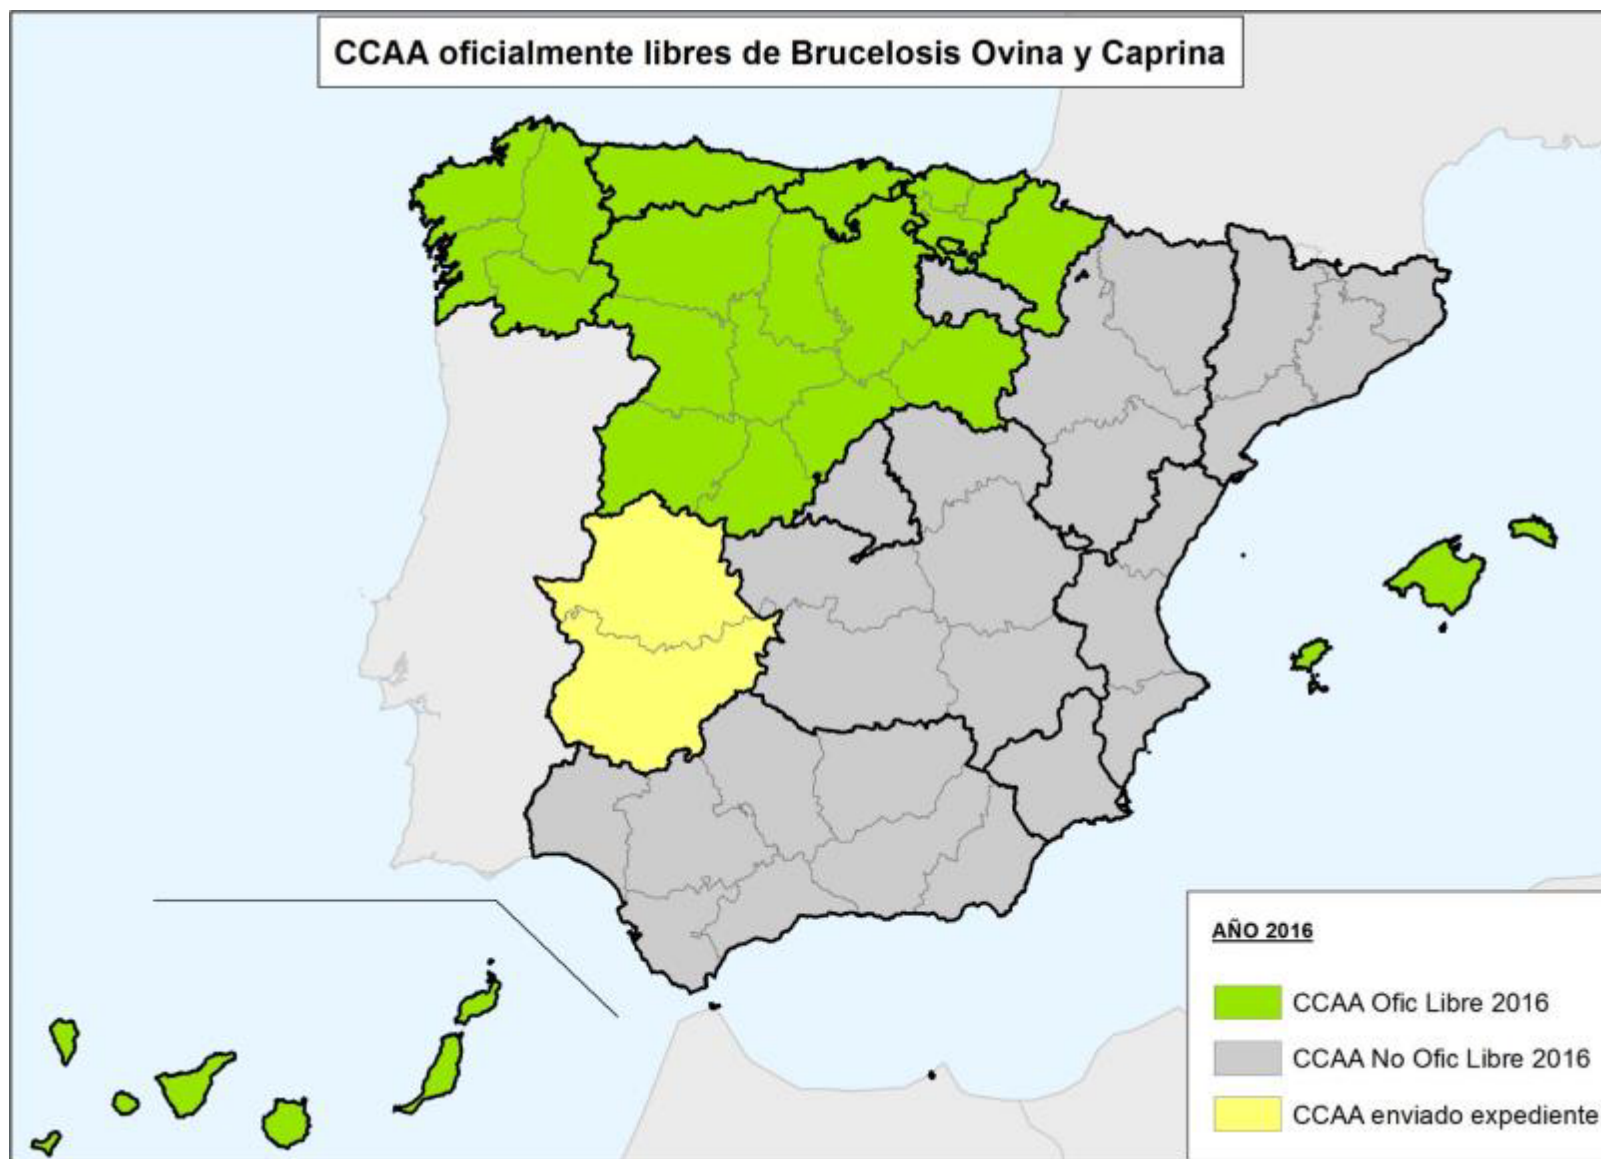 CCAA oficialmente libres de Brucelosis Ovina y Caprina
AÑO 2016
CCAA Ofic Libre 2016
CCAA No Ofic Libre 2016
CCAA enviado expediente